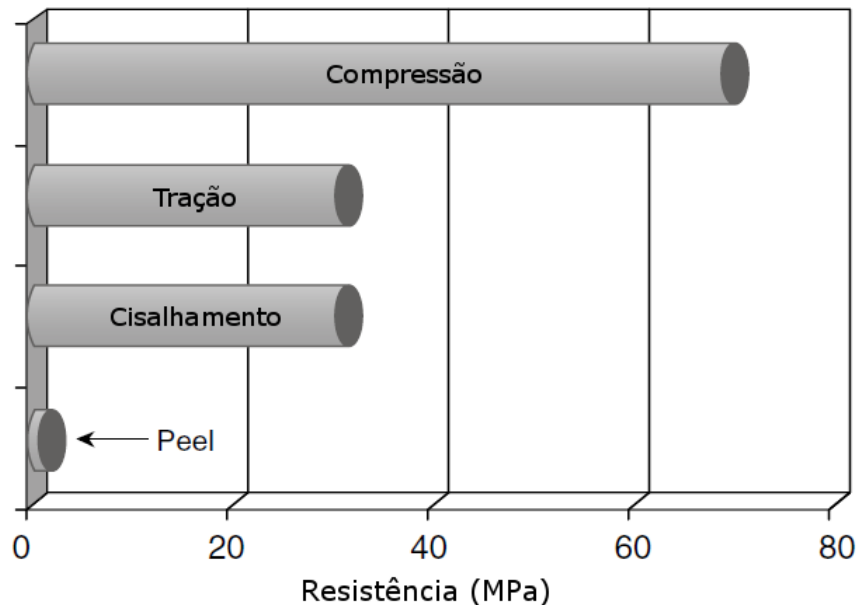 Compressão
Tração
Cisalhamento
Peel
0 20 40 60 80
Resistência (MPa)